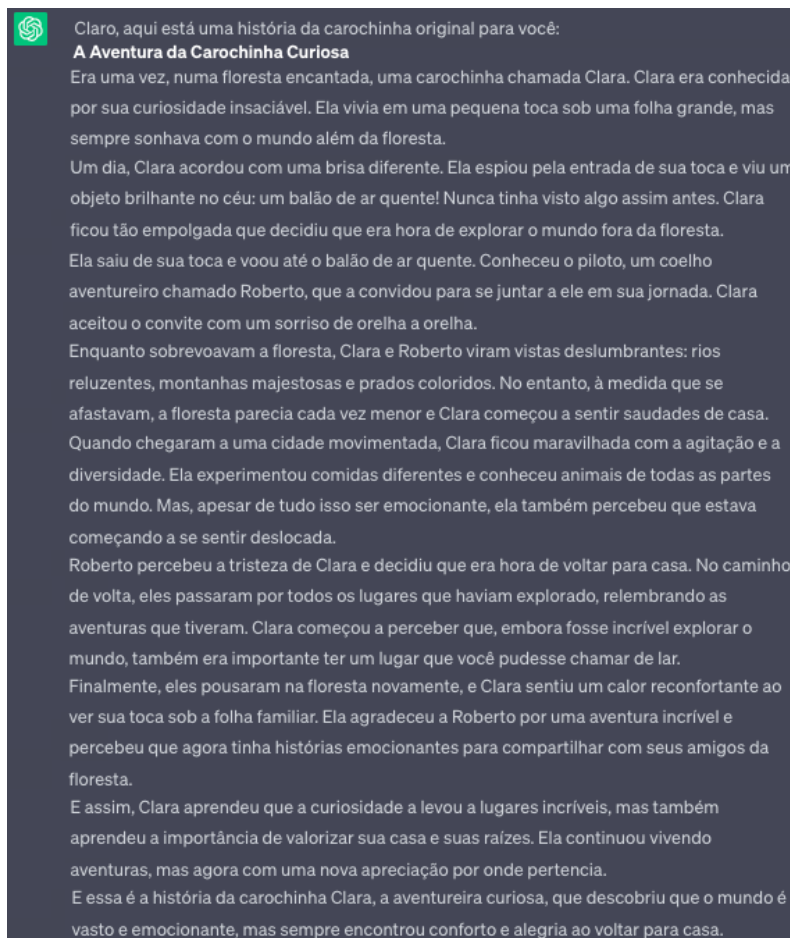 Claro, aqui está uma história da carochinha original para você:
A Aventura da Carochinha Curiosa
Era uma vez, numa floresta encantada, uma carochinha chamada Clara. Clara era conhecida
por sua curiosidade insaciável. Ela vivia em uma pequena toca sob uma folha grande, mas
sempre sonhava com o mundo além da floresta.
Um dia, Clara acordou com uma brisa diferente. Ela espiou pela entrada de sua toca e viu um
objeto brilhante no céu: um balão de ar quente! Nunca tinha visto algo assim antes. Clara
ficou tão empolgada que decidiu que era hora de explorar o mundo fora da floresta.
Ela saiu de sua toca e voou até o balão de ar quente. Conheceu o piloto, um coelho
aventureiro chamado Roberto, que a convidou para se juntar a ele em sua jornada. Clara
aceitou o convite com um sorriso de orelha a orelha.
Enquanto sobrevoavam a floresta, Clara e Roberto viram vistas deslumbrantes: rios
reluzentes, montanhas majestosas e prados coloridos. No entanto, à medida que se
afastavam, a floresta parecia cada vez menor e Clara começou a sentir saudades de casa.
Quando chegaram a uma cidade movimentada, Clara ficou maravilhada com a agitação e a
diversidade. Ela experimentou comidas diferentes e conheceu animais de todas as partes
do mundo. Mas, apesar de tudo isso ser emocionante, ela também percebeu que estava
começando a se sentir deslocada.
Roberto percebeu a tristeza de Clara e decidiu que era hora de voltar para casa. No caminho
de volta, eles passaram por todos os lugares que haviam explorado, relembrando as
aventuras que tiveram. Clara começou a perceber que, embora fosse incrível explorar o
mundo, também era importante ter um lugar que você pudesse chamar de lar.
Finalmente, eles pousaram na floresta novamente, e Clara sentiu um calor reconfortante ao
ver sua toca sob a folha familiar. Ela agradeceu a Roberto por uma aventura incrível e
percebeu que agora tinha histórias emocionantes para compartilhar com seus amigos da
floresta.
E assim, Clara aprendeu que a curiosidade a levou a lugares incríveis, mas também
aprendeu a importância de valorizar sua casa e suas raízes. Ela continuou vivendo
aventuras, mas agora com uma nova apreciação por onde pertencia.
E essa é a história da carochinha Clara, a aventureira curiosa, que descobriu que o mundo é
vasto e emocionante, mas sempre encontrou conforto e alegria ao voltar para casa.